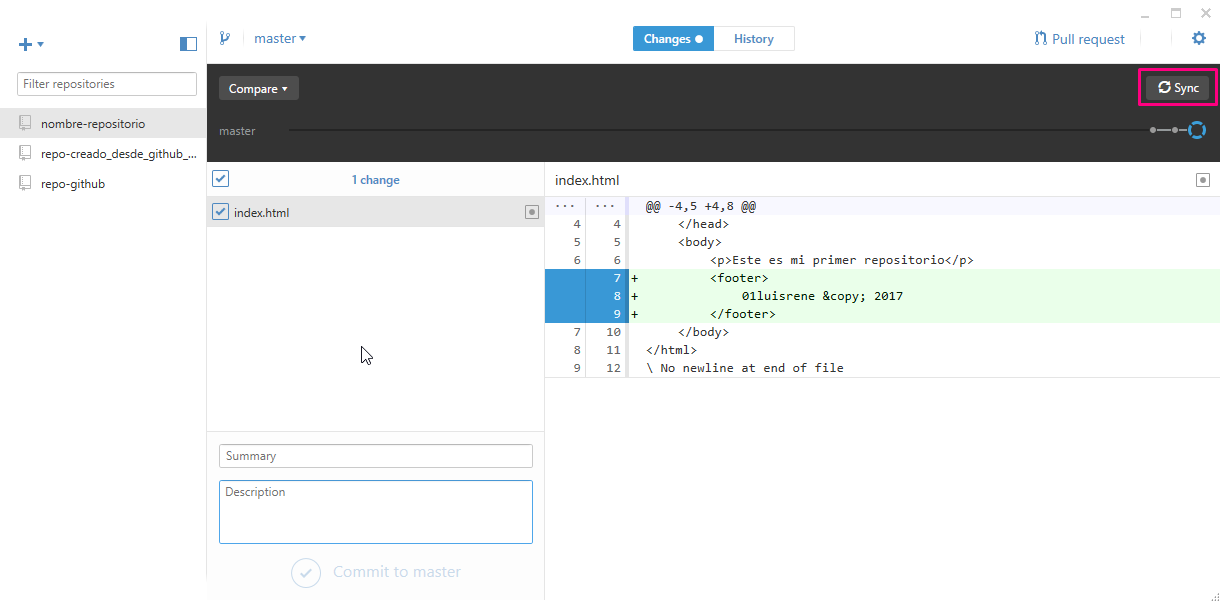 master
Changes
History
Pull request
Filter repositories
Compare
Sync
nombre-repositorio
master
repo-creado_desde_github_...
repo-github
1 change
index.html
index.html
... ... @@ -4,5 +4,8 @@
4 4 </head>
5 5 <body>
6 6 <p>Este es mi primer repositorio</p>
7 + <footer>
8 + 01luisrene &copy; 2017
9 + </footer>
7 10 </body>
8 11 </html>
9 12 \ No newline at end of file
Summary
Description
Commit to master